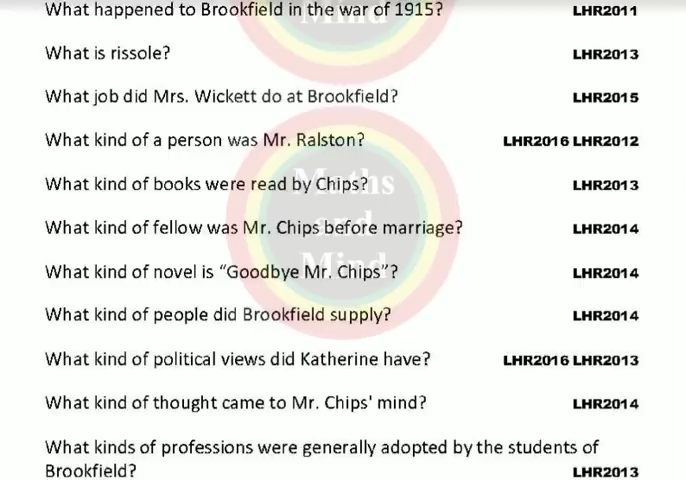 Mind
What happened to Brookfield in the war of 1915? LHR2011
What is rissole? LHR2013
What job did Mrs. Wickett do at Brookfield? LHR2015
What kind of a person was Mr. Ralston? LHR2016 LHR2012
Maths
What kind of books were read by Chips? LHR2013
and
What kind of fellow was Mr. Chips before marriage? LHR2014
Mind
What kind of novel is “Goodbye Mr. Chips”? LHR2014
What kind of people did Brookfield supply? LHR2014
What kind of political views did Katherine have? LHR2016 LHR2013
What kind of thought came to Mr. Chips' mind? LHR2014
What kinds of professions were generally adopted by the students of
Brookfield? LHR2013